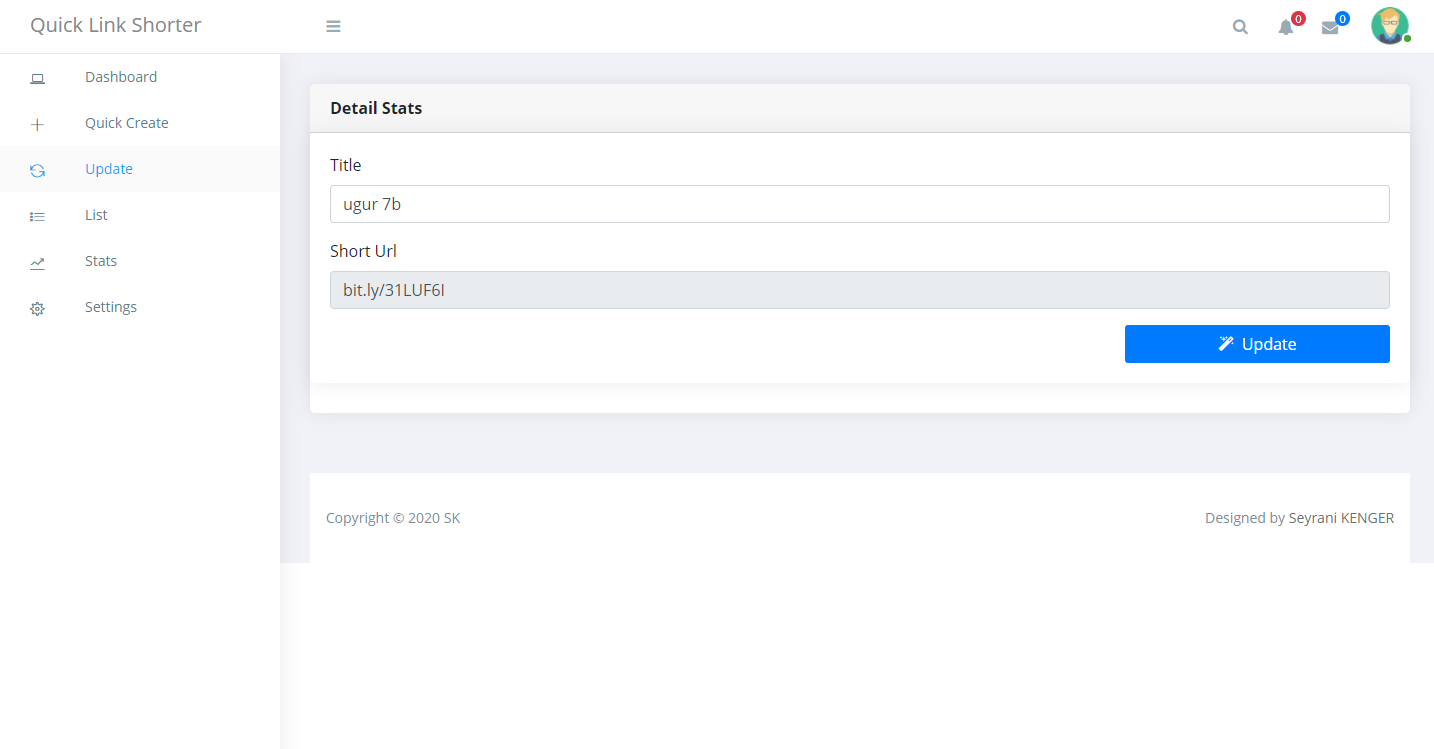 Quick Link Shorter
0
0
Dashboard
Quick Create
Update
List
Stats
Settings
Detail Stats
Title
ugur 7b
Short Url
bit.ly/31LUF6I
Update
Copyright © 2020 SK
Designed by Seyrani KENGER